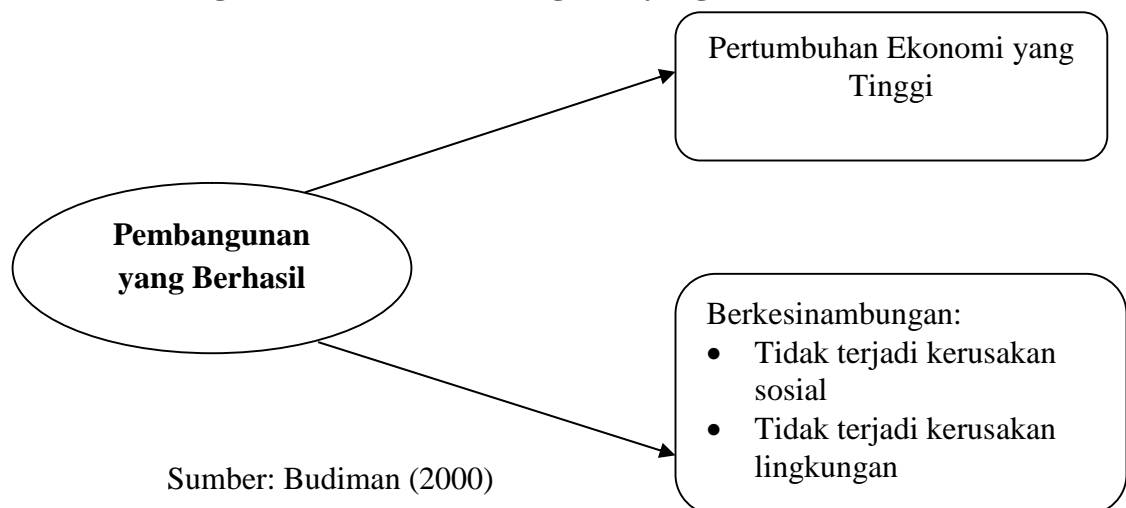 Pertumbuhan Ekonomi yang
Tinggi
Pembangunan
yang Berhasil
Berkesinambungan:
• Tidak terjadi kerusakan
sosial
• Tidak terjadi kerusakan
lingkungan
Sumber: Budiman (2000)